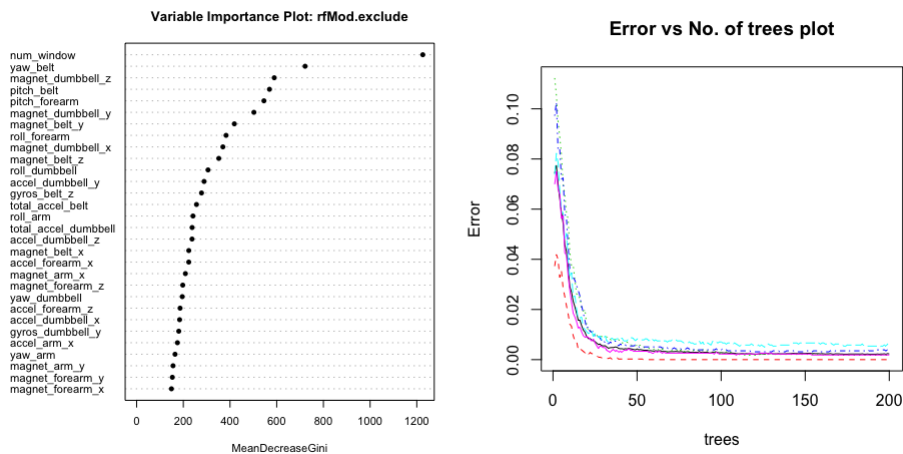 Variable Importance Plot: rfMod.exclude
num_window
yaw_belt
magnet_dumbbell_z
pitch_belt
pitch_forearm
magnet_dumbbell_y
magnet_belt_y
roll_forearm
magnet_dumbbell_x
magnet_belt_z
roll_dumbbell
accel_dumbbell_y
gyros_belt_z
total_accel_belt
roll_arm
total_accel_dumbbell
accel_dumbbell_z
magnet_belt_x
accel_forearm_x
magnet_arm_x
magnet_forearm_z
yaw_dumbbell
accel_forearm_z
accel_dumbbell_x
gyros_dumbbell_y
accel_arm_x
yaw_arm
magnet_arm_y
magnet_forearm_y
magnet_forearm_x
0 200 400 600 800 1000 1200
MeanDecreaseGini
Error vs No. of trees plot
Error
0.10
0.08
0.06
0.04
0.02
0.00
0 50 100 150 200
trees